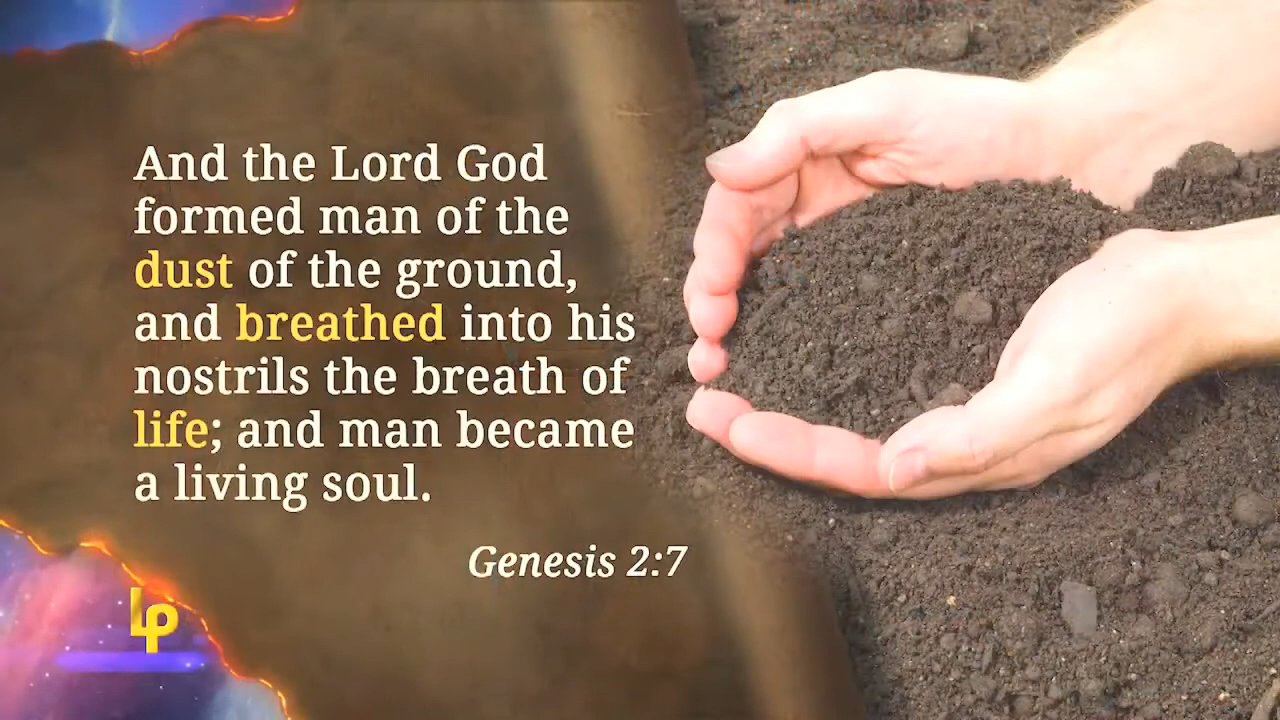 And the Lord God
formed man of the
dust of the ground,
and breathed into his
nostrils the breath of
life; and man became
a living soul.
Genesis 2:7
LP